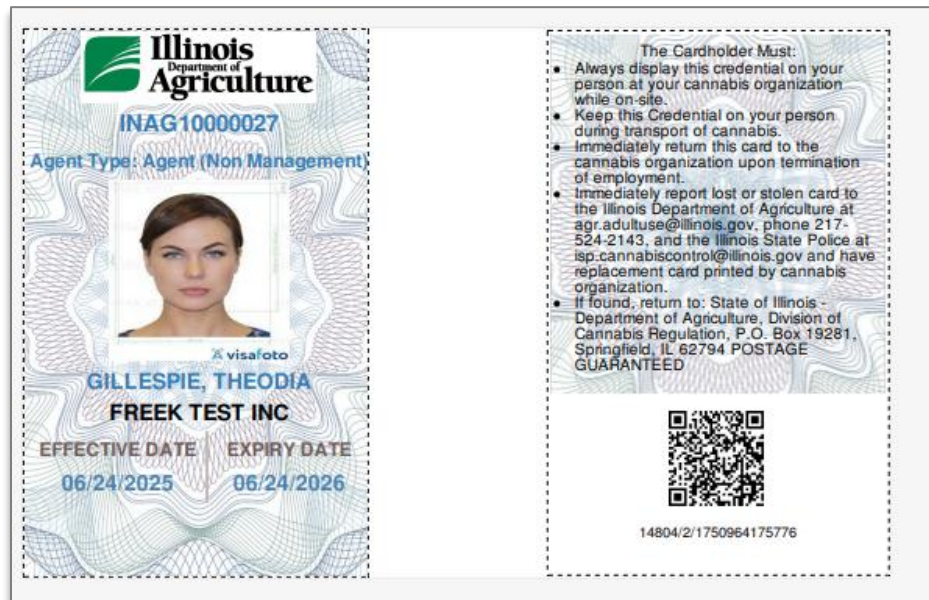 Illinois
Department of
Agriculture
INAG10000027
Agent Type: Agent (Non Management)
visafoto
GILLESPIE, THEODIA
FREEK TEST INC
EFFECTIVE DATE EXPIRY DATE
06/24/2025 06/24/2026
The Cardholder Must:
● Always display this credential on your
person at your cannabis organization
while on-site.
● Keep this Credential on your person
during transport of cannabis.
● Immediately return this card to the
cannabis organization upon termination
of employment.
● Immediately report lost or stolen card to
the Illinois Department of Agriculture at
agr.adultuse@illinois.gov, phone 217-
524-2143, and the Illinois State Police at
isp.cannabiscontrol@illinois.gov and have
replacement card printed by cannabis
organization.
● If found, return to: State of Illinois -
Department of Agriculture, Division of
Cannabis Regulation, P.O. Box 19281,
Springfield, IL 62794 POSTAGE
GUARANTEED
14804/2/1750964175776